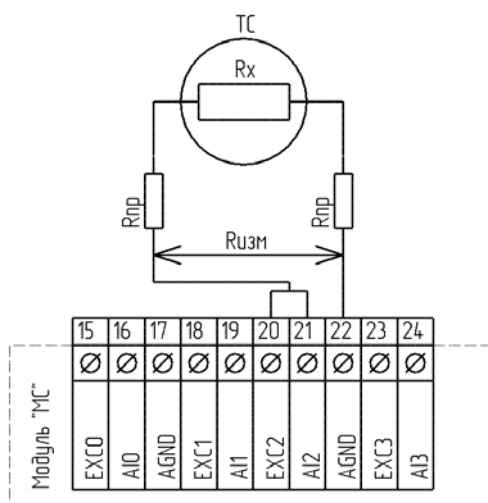 ТС
Rx
Rпр
Rпр
Rизм
15 16 17 18 19 20 21 22 23 24
Модуль "МС"
EXC0
AI0
AGND
EXC1
AI1
EXC2
AI2
AGND
EXC3
AI3